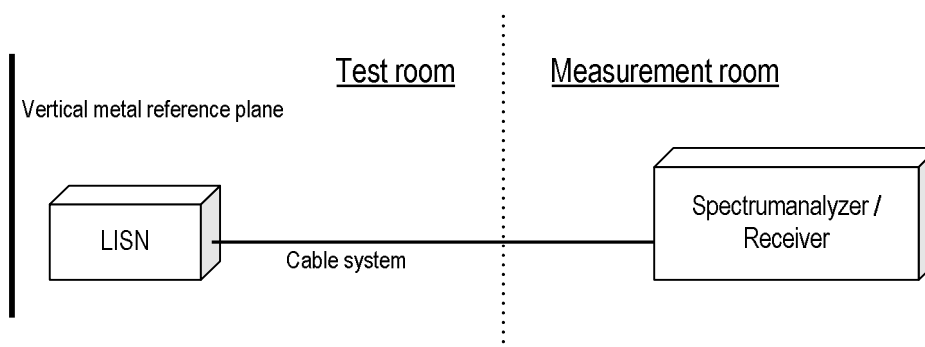 Test room
Measurement room
Vertical metal reference plane
LISN
Cable system
Spectrumanalyzer /
Receiver